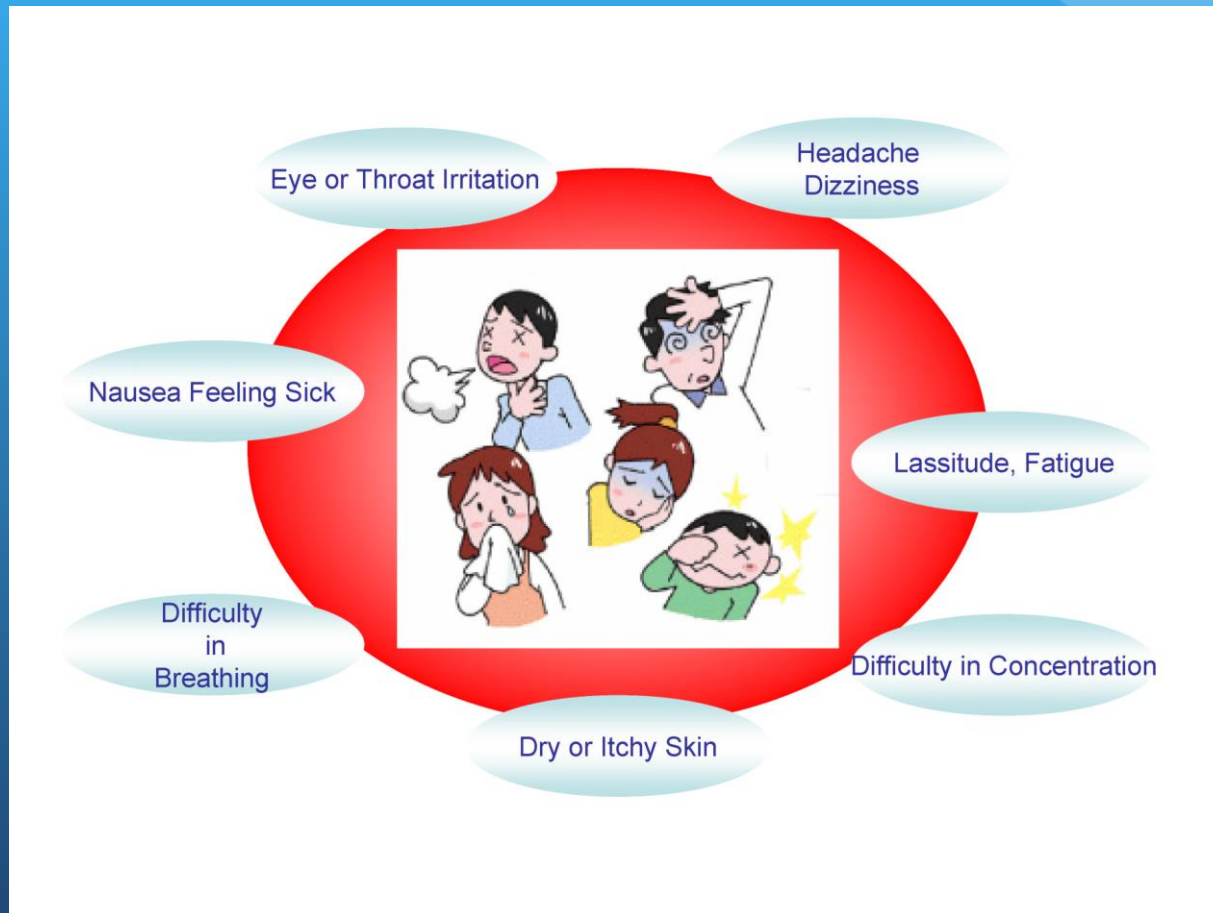 Eye or Throat Irritation
Headache
Dizziness
Nausea Feeling Sick
Lassitude, Fatigue
Difficulty
in
Breathing
Difficulty in Concentration
Dry or Itchy Skin